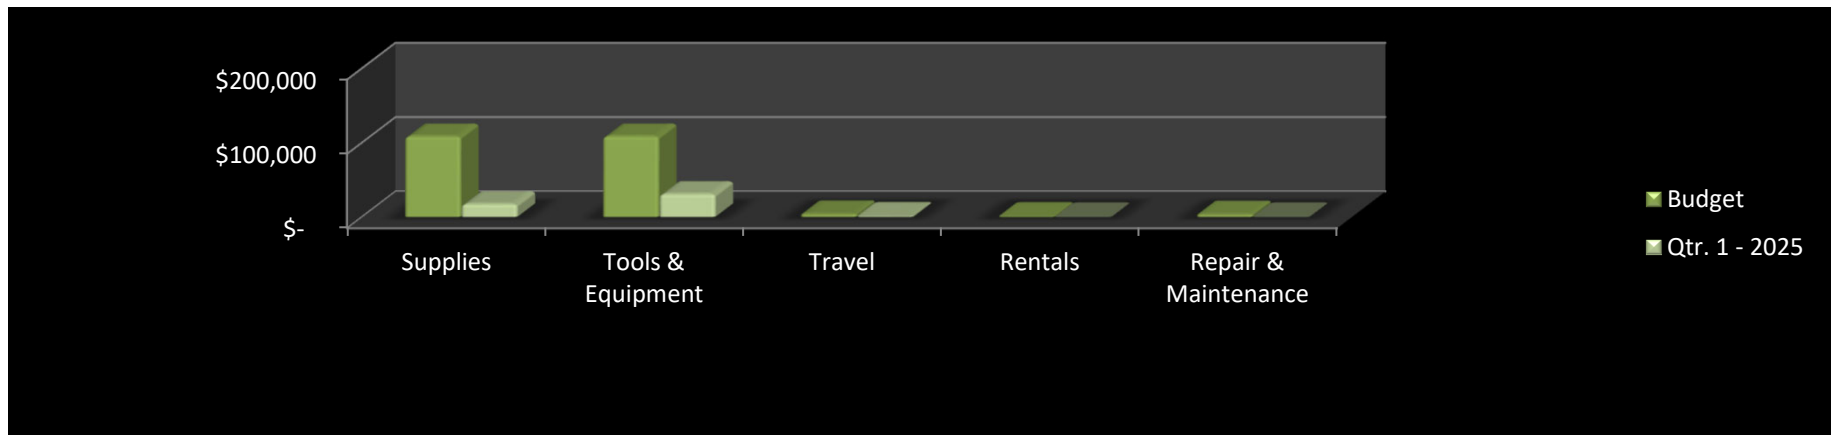 $200,000
$100,000
$-
Supplies
Tools &
Equipment
Travel
Rentals
Repair &
Maintenance
Budget
Qtr. 1 - 2025